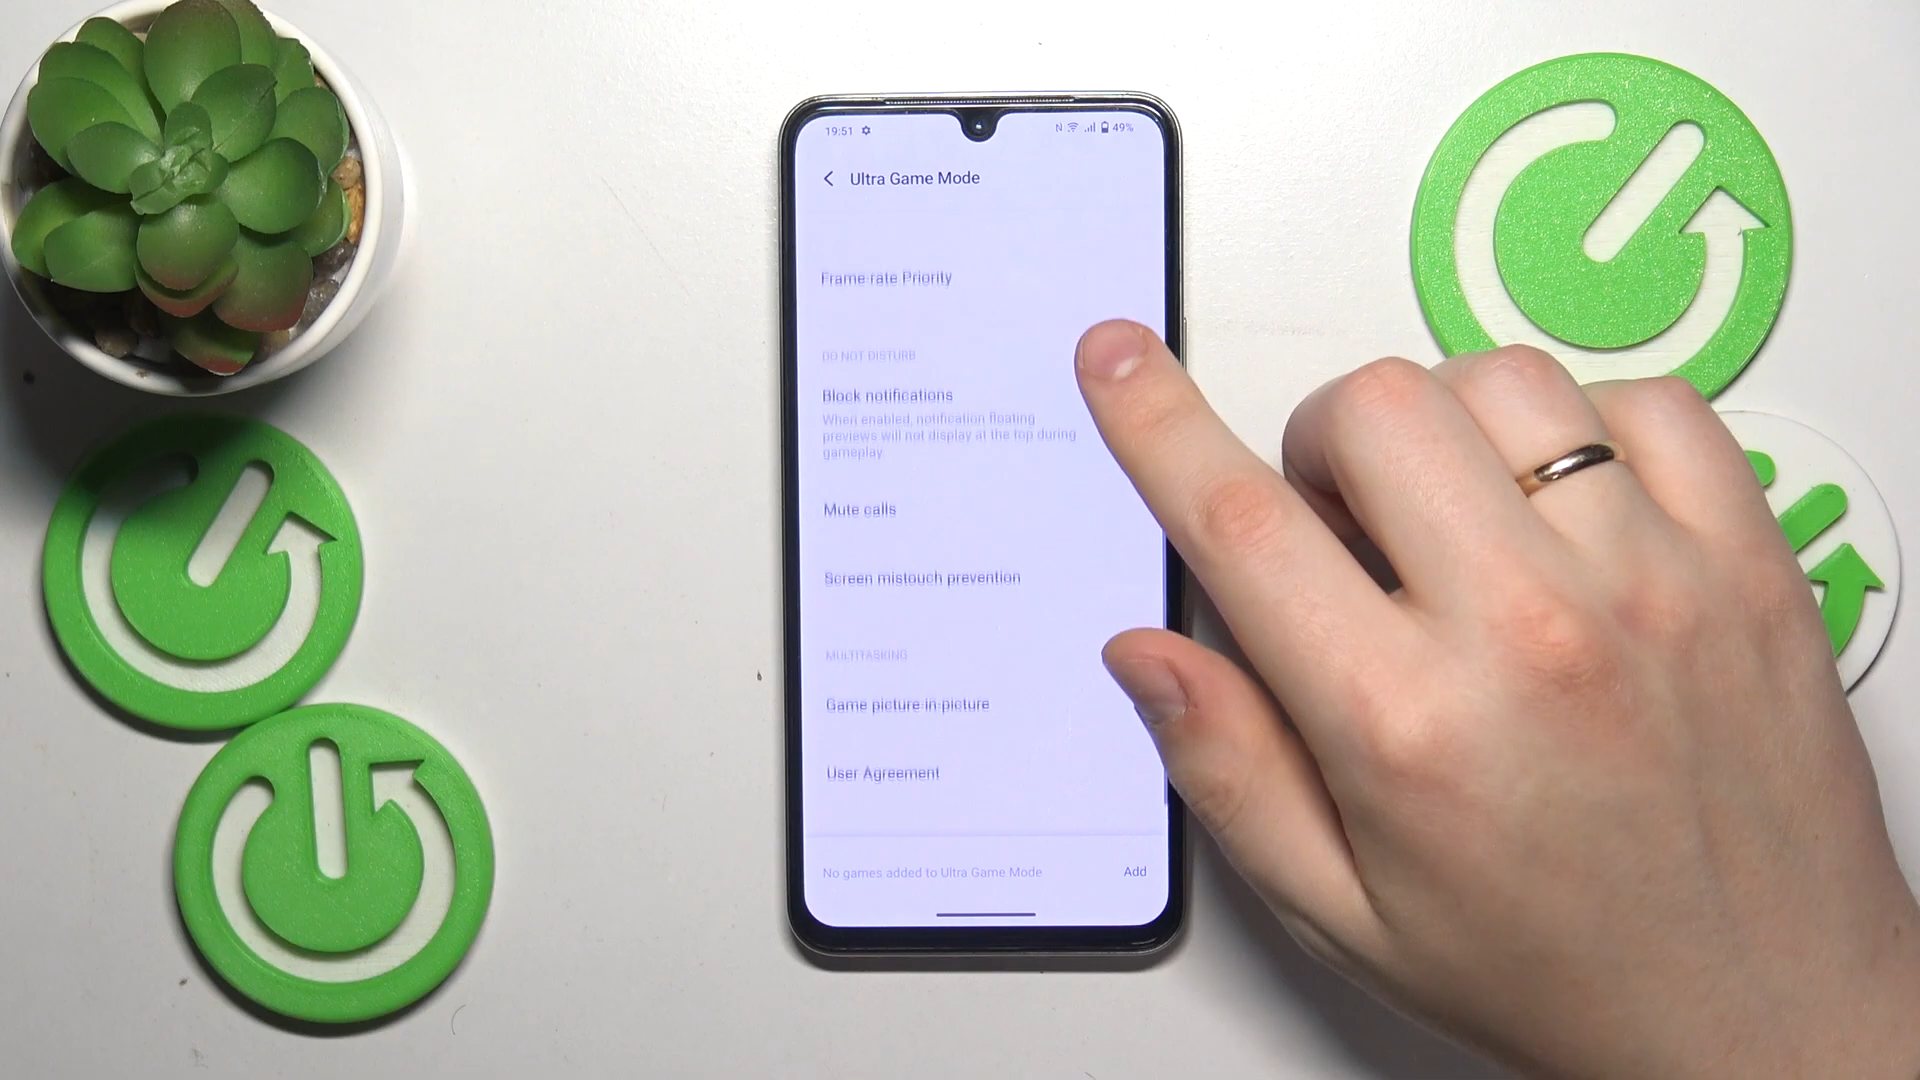 19:51
N 49%
Ultra Game Mode
Frame rate Priority
DO NOT DISTURB
Block notifications
When enabled, notification floating
previews will not display at the top during
gameplay.
Mute calls
Screen mistouch prevention
MULTITASKING
Game picture-in-picture
User Agreement
No games added to Ultra Game Mode Add